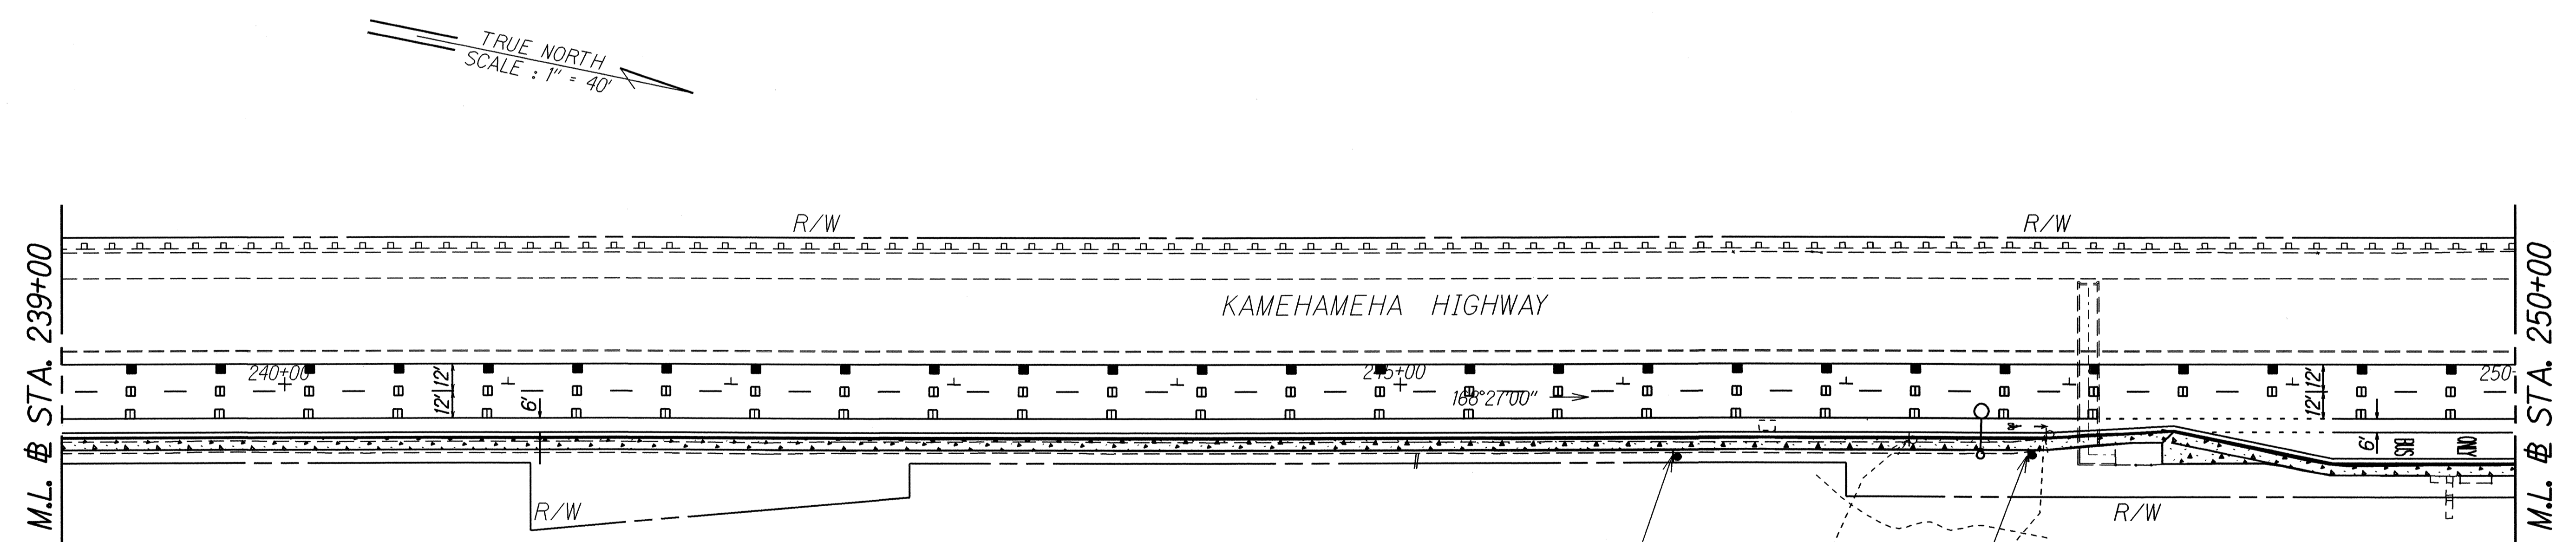 TRUE NORTH
SCALE : 1" = 40'
R/W
R/W
M.L. ℄ STA. 239+00
M.L. ℄ STA. 250+00
KAMEHAMEHA HIGHWAY
240+00
245+00
250
12'
12'
6'
168°27'00"
12'
12'
6'
BUS
ONLY
R/W
R/W